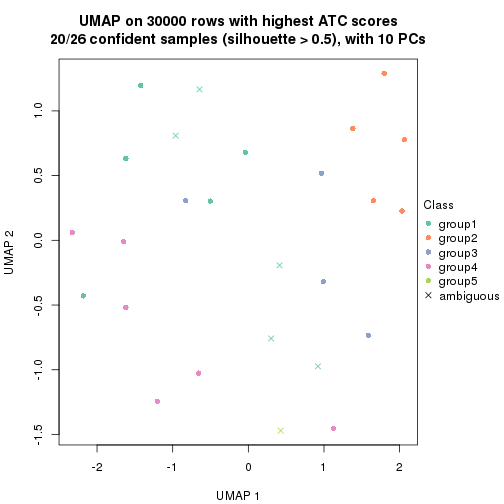 UMAP on 30000 rows with highest ATC scores
20/26 confident samples (silhouette > 0.5), with 10 PCs
1.0
0.5
0.0
-0.5
-1.0
-1.5
UMAP 2
-2
-1
0
1
2
UMAP 1
Class
group1
group2
group3
group4
group5
ambiguous